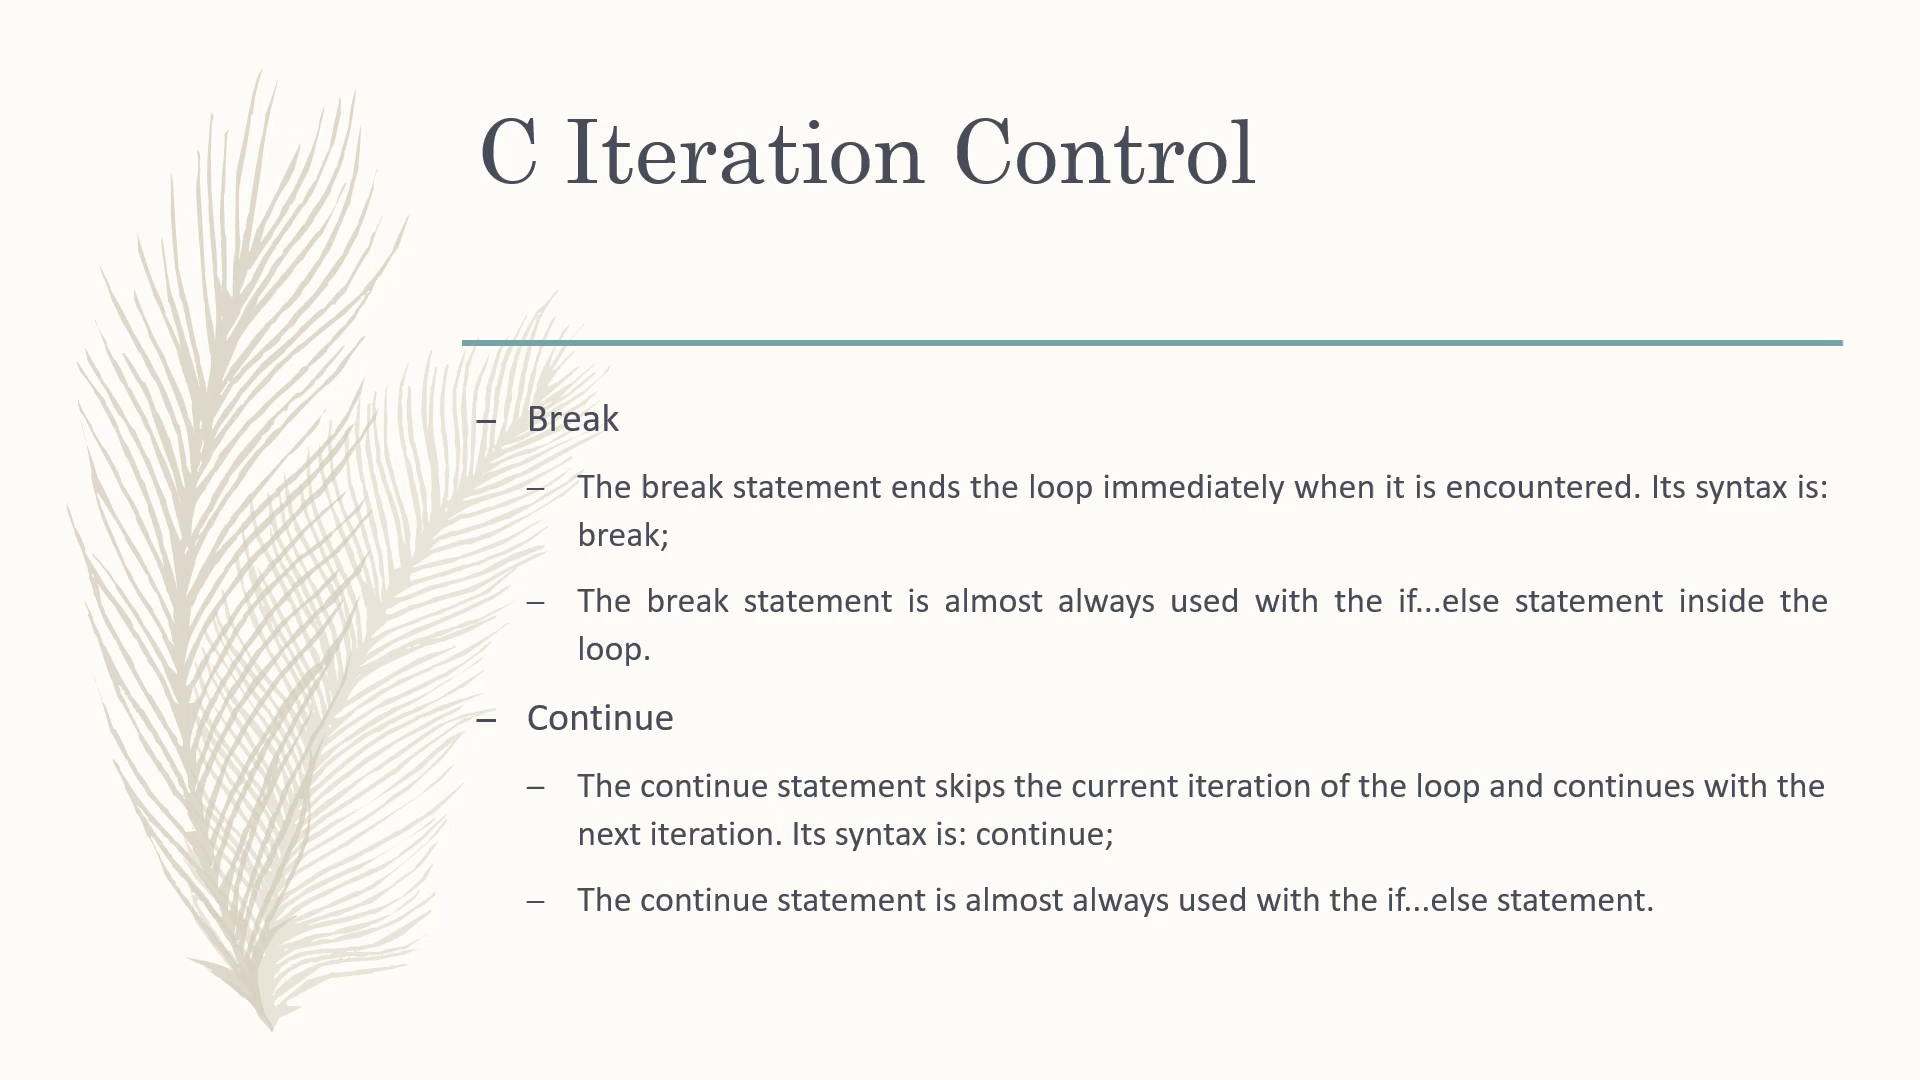 C Iteration Control
– Break
– The break statement ends the loop immediately when it is encountered. Its syntax is:
break;
– The break statement is almost always used with the if...else statement inside the
loop.
– Continue
– The continue statement skips the current iteration of the loop and continues with the
next iteration. Its syntax is: continue;
– The continue statement is almost always used with the if...else statement.